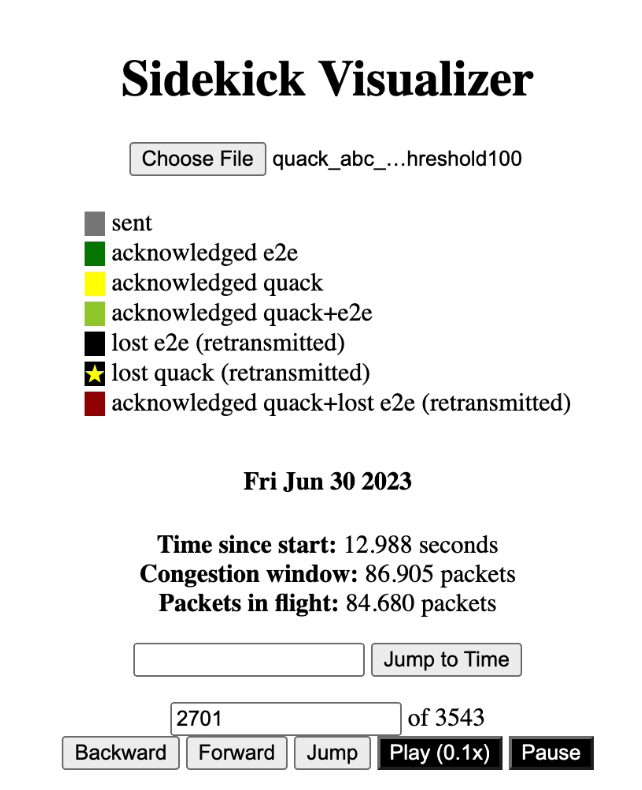 Sidekick Visualizer
Choose File quack_abc_...hreshold100
sent
acknowledged e2e
acknowledged quack
acknowledged quack+e2e
lost e2e (retransmitted)
lost quack (retransmitted)
acknowledged quack+lost e2e (retransmitted)
Fri Jun 30 2023
Time since start: 12.988 seconds
Congestion window: 86.905 packets
Packets in flight: 84.680 packets
Jump to Time
2701 of 3543
Backward Forward Jump Play (0.1x) Pause